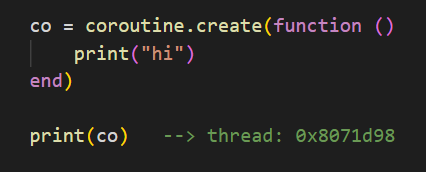 co = coroutine.create(function ()
    print("hi")
end)
print(co)   --> thread: 0x8071d98